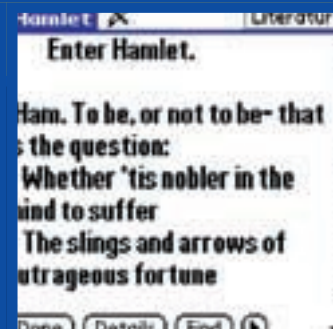 Hamlet Literatur
Enter Hamlet.
Ham. To be, or not to be- that
s the question:
Whether 'tis nobler in the
mind to suffer
The slings and arrows of
utrageous fortune
Done Details Find